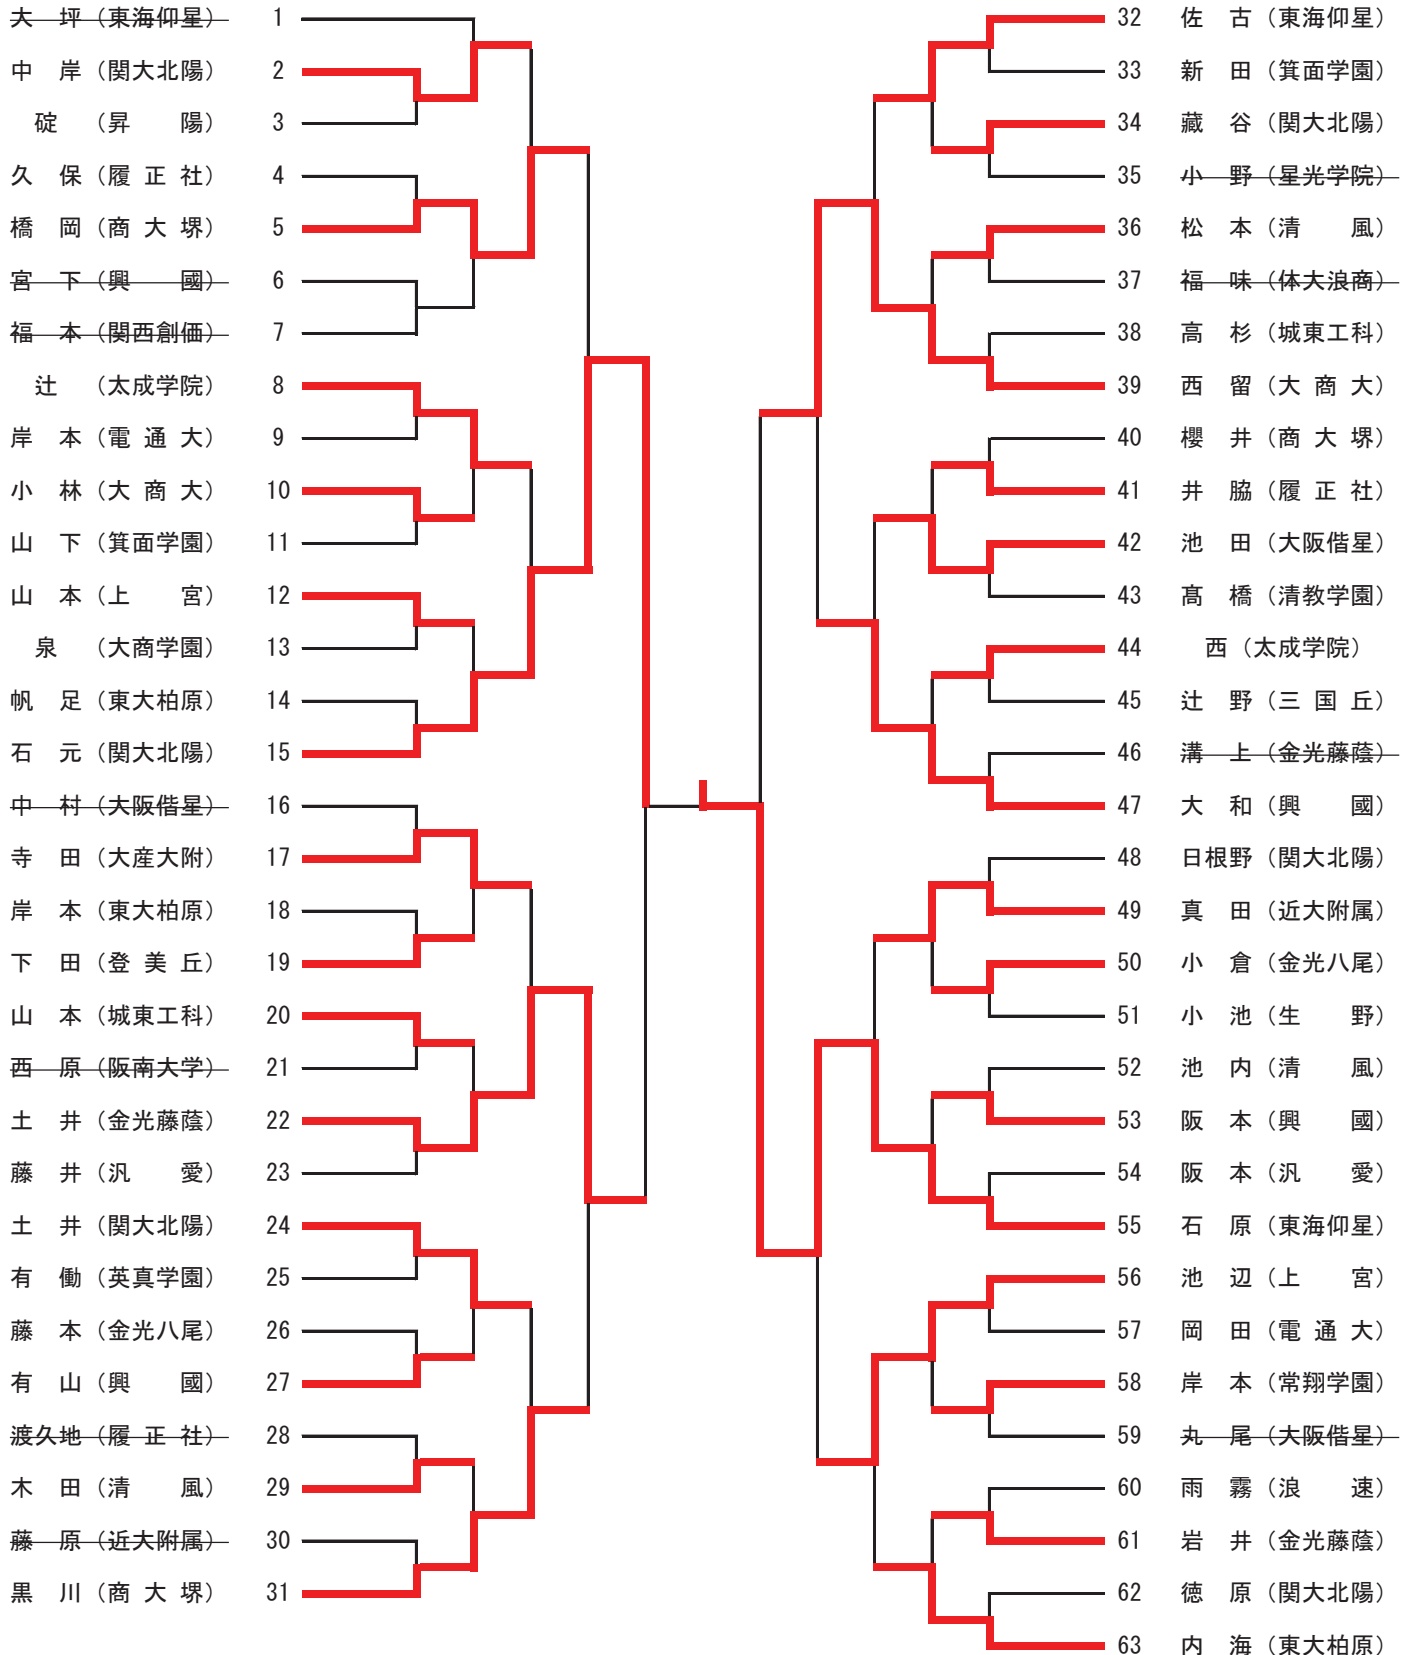 大 坪 (東海仰星) 1
中 岸 (関大北陽) 2
碇 (昇 陽) 3
久 保 (履 正 社) 4
橋 岡 (商 大 堺) 5
宮 下 (興 國) 6
福 本 (関西創価) 7
辻 (太成学院) 8
岸 本 (電 通 大) 9
小 林 (大 商 大) 10
山 下 (箕面学園) 11
山 本 (上 宮) 12
泉 (大商学園) 13
帆 足 (東大柏原) 14
石 元 (関大北陽) 15
中 村 (大阪偕星) 16
寺 田 (大産大附) 17
岸 本 (東大柏原) 18
下 田 (登 美 丘) 19
山 本 (城東工科) 20
西 原 (阪南大学) 21
土 井 (金光藤蔭) 22
藤 井 (汎 愛) 23
土 井 (関大北陽) 24
有 働 (英真学園) 25
藤 本 (金光八尾) 26
有 山 (興 國) 27
渡久地 (履 正 社) 28
木 田 (清 風) 29
藤 原 (近大附属) 30
黒 川 (商 大 堺) 31
32 佐 古 (東海仰星)
33 新 田 (箕面学園)
34 藏 谷 (関大北陽)
35 小 野 (星光学院)
36 松 本 (清 風)
37 福 味 (体大浪商)
38 高 杉 (城東工科)
39 西 留 (大 商 大)
40 櫻 井 (商 大 堺)
41 井 脇 (履 正 社)
42 池 田 (大阪偕星)
43 髙 橋 (清教学園)
44 西 (太成学院)
45 辻 野 (三 国 丘)
46 溝 上 (金光藤蔭)
47 大 和 (興 國)
48 日根野 (関大北陽)
49 真 田 (近大附属)
50 小 倉 (金光八尾)
51 小 池 (生 野)
52 池 内 (清 風)
53 阪 本 (興 國)
54 阪 本 (汎 愛)
55 石 原 (東海仰星)
56 池 辺 (上 宮)
57 岡 田 (電 通 大)
58 岸 本 (常翔学園)
59 丸 尾 (大阪偕星)
60 雨 霧 (浪 速)
61 岩 井 (金光藤蔭)
62 徳 原 (関大北陽)
63 内 海 (東大柏原)